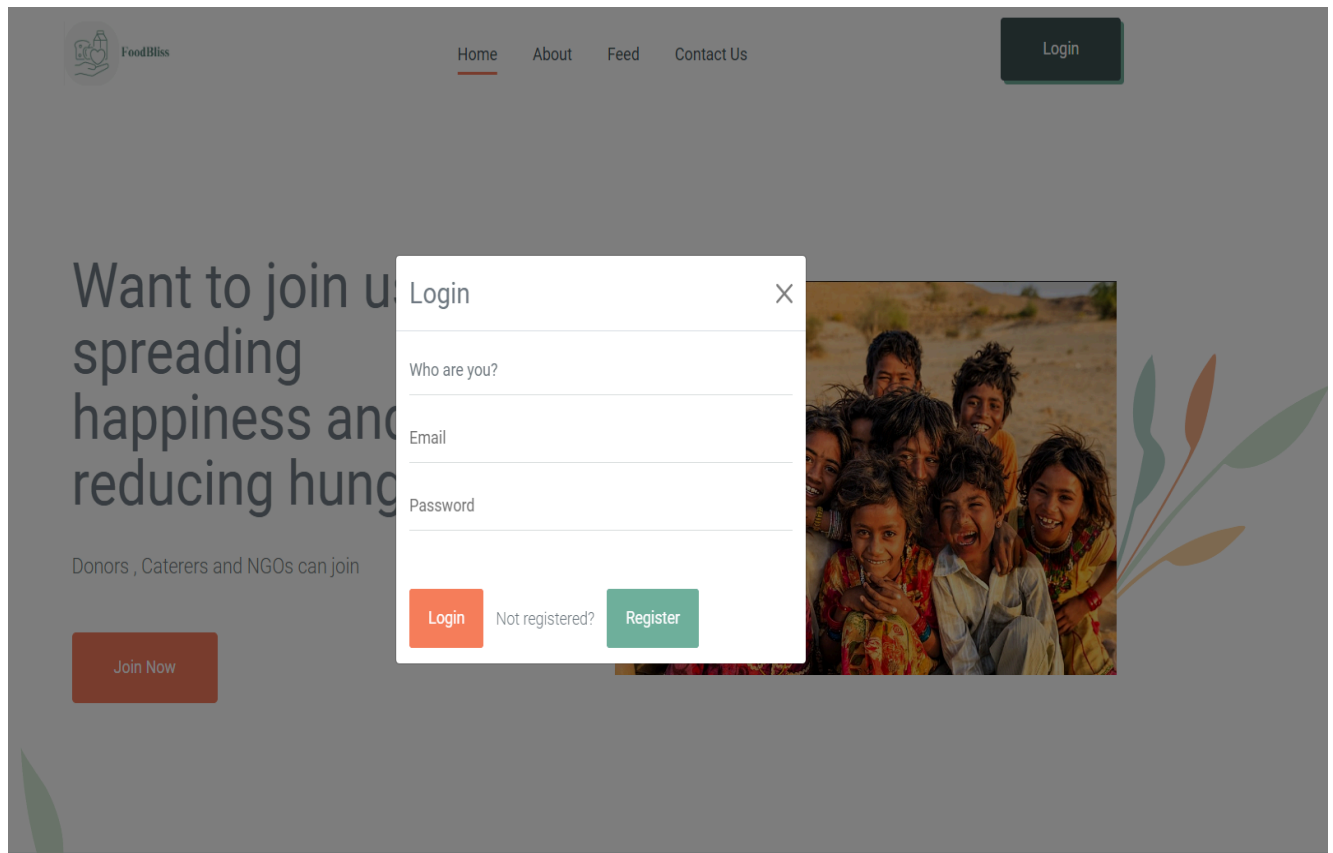 FoodBliss
Home
About
Feed
Contact Us
Login
Want to join u
spreading
happiness and
reducing hung
Donors , Caterers and NGOs can join
Join Now
Login
Who are you?
Email
Password
Login
Not registered?
Register